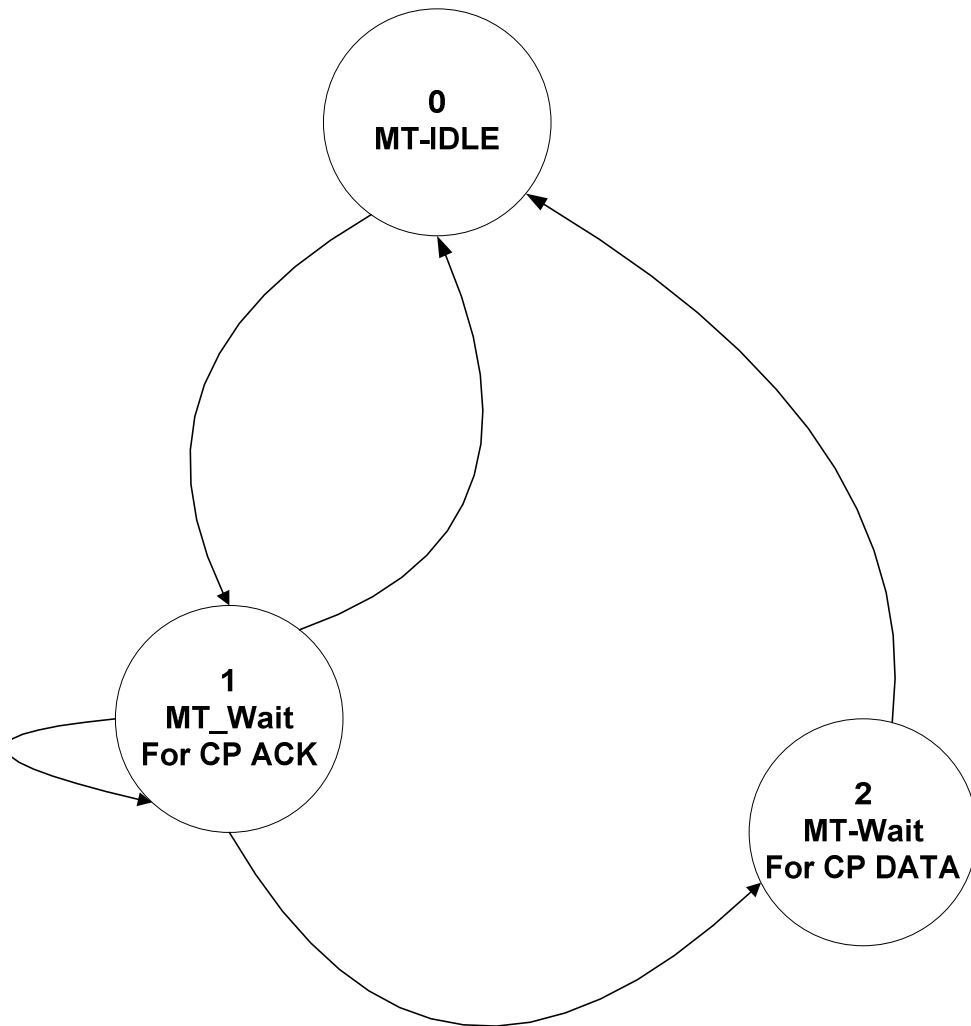 0
MT-IDLE
1
MT_Wait
For CP ACK
2
MT-Wait
For CP DATA